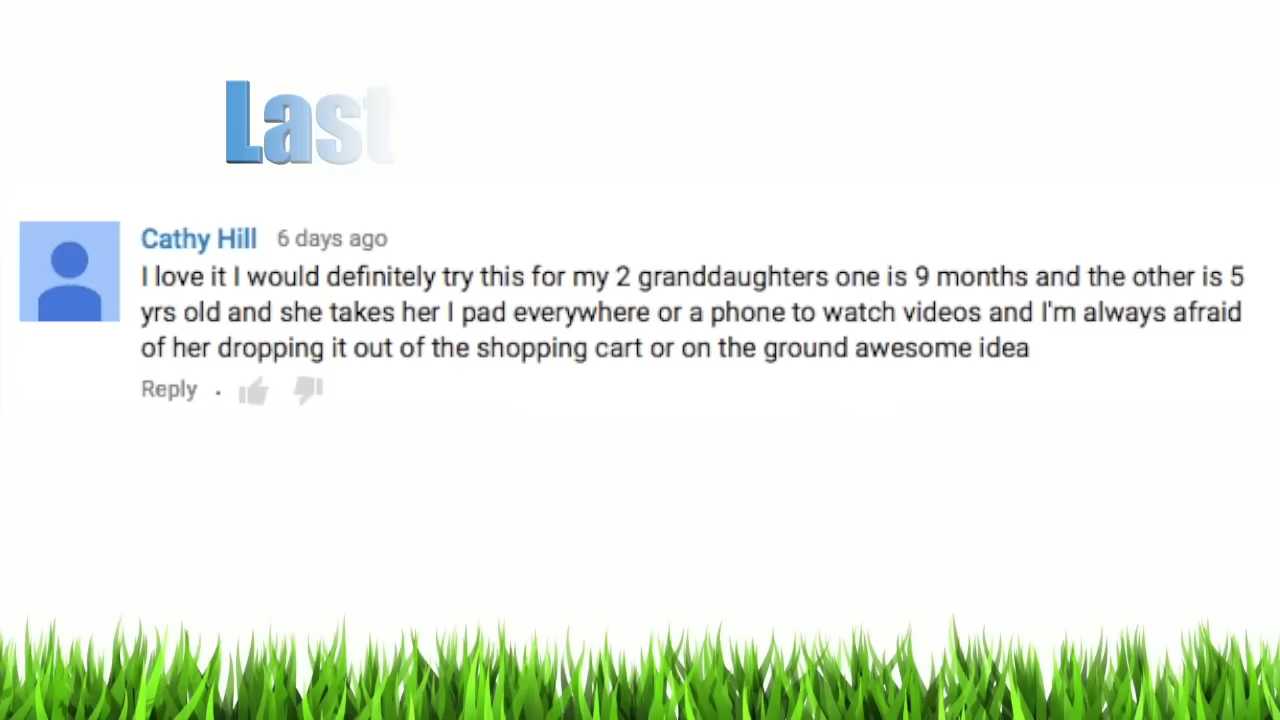 Last
Cathy Hill 6 days ago
I love it I would definitely try this for my 2 granddaughters one is 9 months and the other is 5
yrs old and she takes her I pad everywhere or a phone to watch videos and I'm always afraid
of her dropping it out of the shopping cart or on the ground awesome idea
Reply .